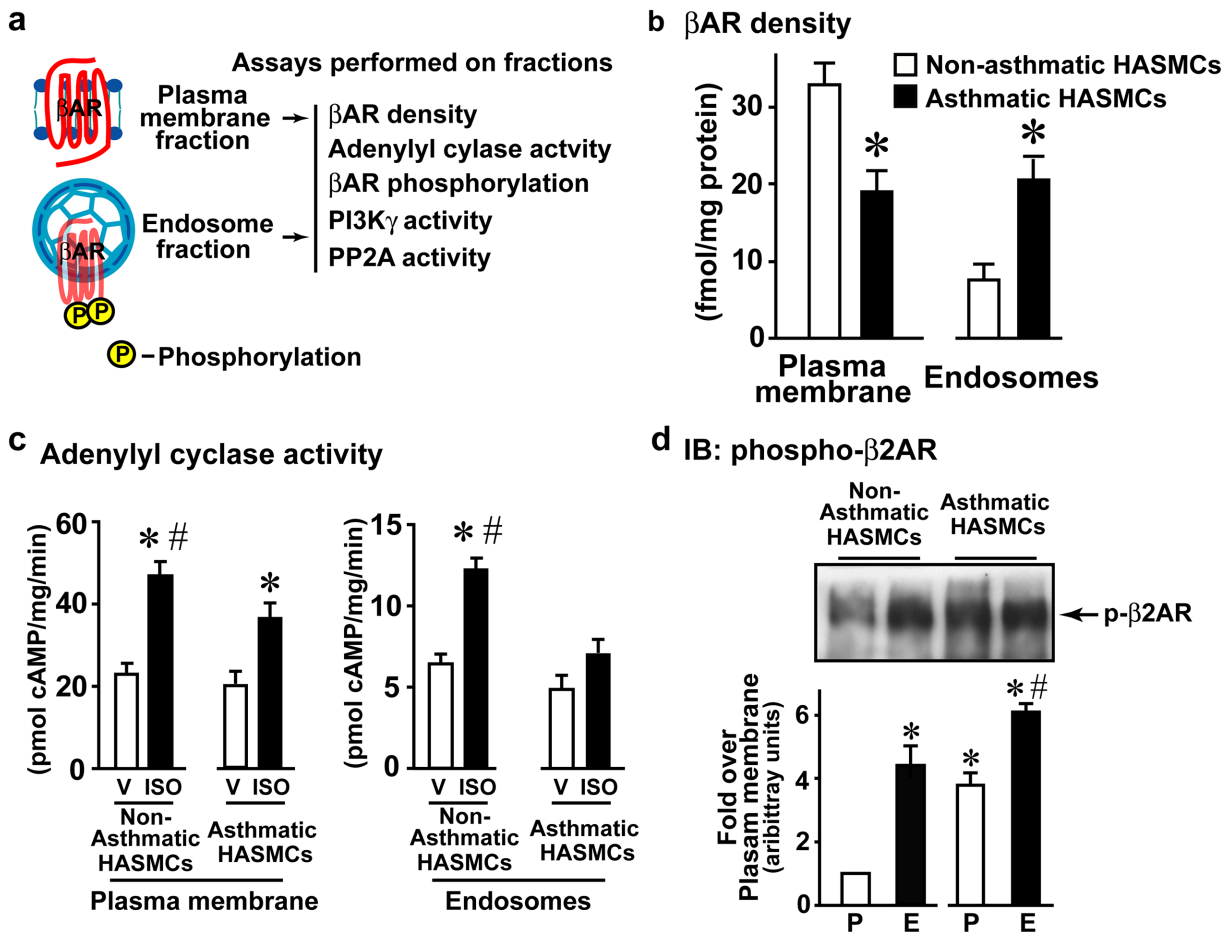 a
Assays performed on fractions
βAR
Plasma
membrane
fraction
βAR density
Adenylyl cylase actvity
βAR phosphorylation
PI3Kγ activity
PP2A activity
Endosome
fraction
βAR
P P
P –Phosphorylation
b βAR density
Non-asthmatic HASMCs
Asthmatic HASMCs
(fmol/mg protein)
30
20
10
0
*
*
Plasma
membrane
Endosomes
c Adenylyl cyclase activity
(pmol cAMP/mg/min)
60
40
20
0
* #
*
V ISO
V ISO
Non-
Asthmatic
HASMCs
Asthmatic
HASMCs
Plasma membrane
(pmol cAMP/mg/min)
15
10
5
0
* #
V ISO
V ISO
Non-
Asthmatic
HASMCs
Asthmatic
HASMCs
Endosomes
d IB: phospho-β2AR
Non-
Asthmatic
HASMCs
Asthmatic
HASMCs
p-β2AR
Fold over
Plasam membrane
(aribittray units)
6
4
2
0
*
*
* #
P E P E